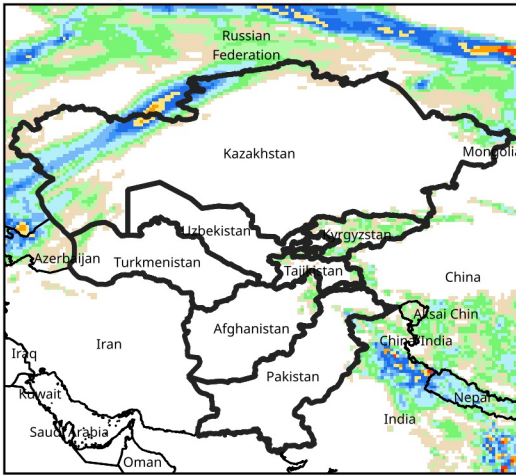 Russian
Federation
Kazakhstan
Mongolia
Uzbekistan
Kyrgyzstan
Azerbaijan
Turkmenistan
Tajikistan
China
Aksai Chin
Afghanistan
China/India
Iran
Iraq
Pakistan
Kuwait
Nepal
India
Saudi Arabia
Oman